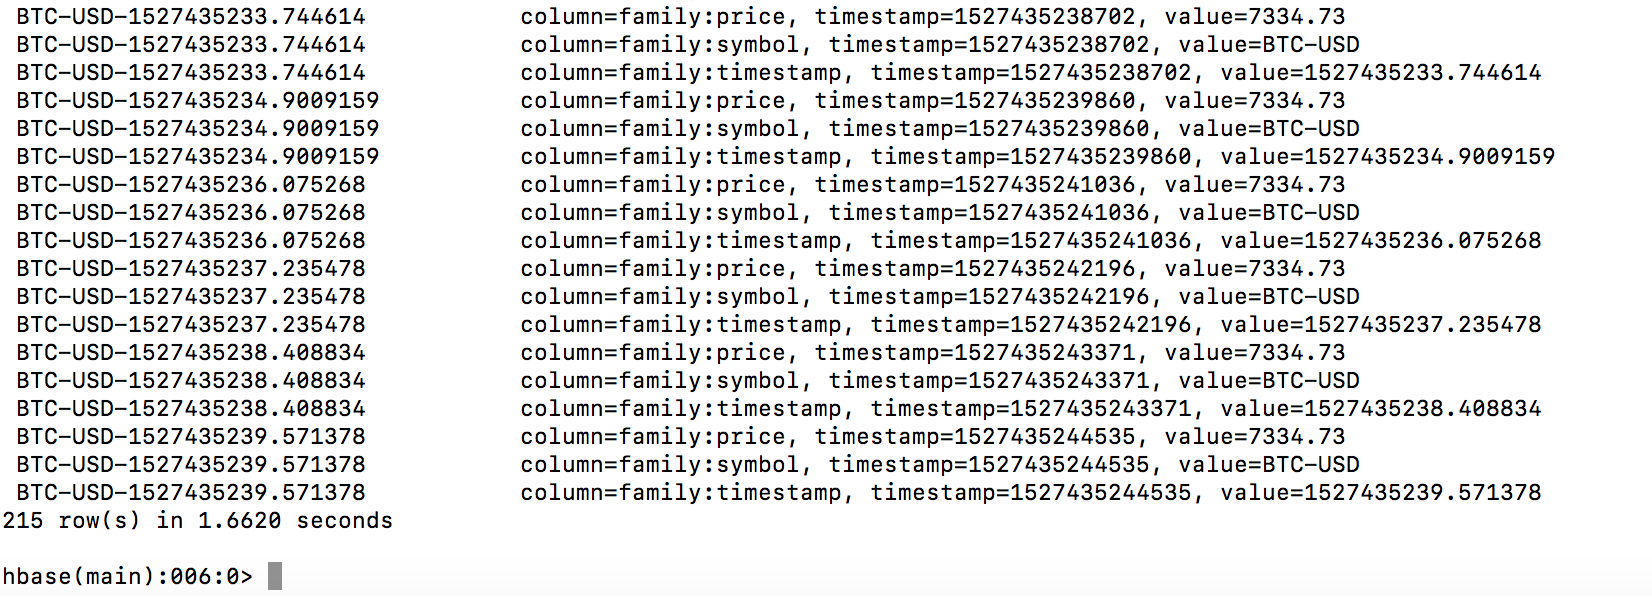 BTC-USD-1527435233.744614 column=family:price, timestamp=1527435238702, value=7334.73
BTC-USD-1527435233.744614 column=family:symbol, timestamp=1527435238702, value=BTC-USD
BTC-USD-1527435233.744614 column=family:timestamp, timestamp=1527435238702, value=1527435233.744614
BTC-USD-1527435234.9009159 column=family:price, timestamp=1527435239860, value=7334.73
BTC-USD-1527435234.9009159 column=family:symbol, timestamp=1527435239860, value=BTC-USD
BTC-USD-1527435234.9009159 column=family:timestamp, timestamp=1527435239860, value=1527435234.9009159
BTC-USD-1527435236.075268 column=family:price, timestamp=1527435241036, value=7334.73
BTC-USD-1527435236.075268 column=family:symbol, timestamp=1527435241036, value=BTC-USD
BTC-USD-1527435236.075268 column=family:timestamp, timestamp=1527435241036, value=1527435236.075268
BTC-USD-1527435237.235478 column=family:price, timestamp=1527435242196, value=7334.73
BTC-USD-1527435237.235478 column=family:symbol, timestamp=1527435242196, value=BTC-USD
BTC-USD-1527435237.235478 column=family:timestamp, timestamp=1527435242196, value=1527435237.235478
BTC-USD-1527435238.408834 column=family:price, timestamp=1527435243371, value=7334.73
BTC-USD-1527435238.408834 column=family:symbol, timestamp=1527435243371, value=BTC-USD
BTC-USD-1527435238.408834 column=family:timestamp, timestamp=1527435243371, value=1527435238.408834
BTC-USD-1527435239.571378 column=family:price, timestamp=1527435244535, value=7334.73
BTC-USD-1527435239.571378 column=family:symbol, timestamp=1527435244535, value=BTC-USD
BTC-USD-1527435239.571378 column=family:timestamp, timestamp=1527435244535, value=1527435239.571378
215 row(s) in 1.6620 seconds
hbase(main):006:0>